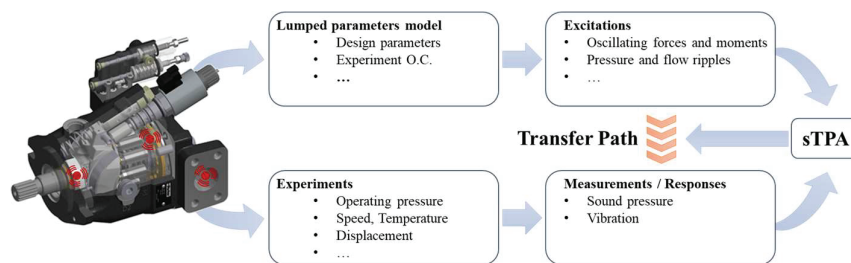 Lumped parameters model
• Design parameters
• Experiment O.C.
• ...
Excitations
• Oscillating forces and moments
• Pressure and flow ripples
• ...
Transfer Path
sTPA
Experiments
• Operating pressure
• Speed, Temperature
• Displacement
• ...
Measurements / Responses
• Sound pressure
• Vibration